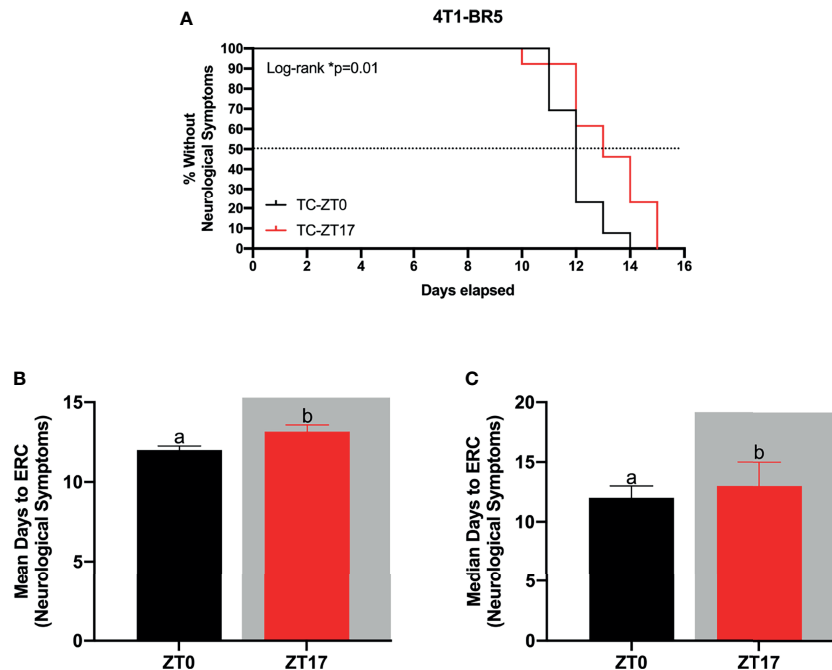 A
4T1-BR5
% Without
Neurological Symptoms
100
90
80
70
60
50
40
30
20
10
0
Log-rank *p=0.01
TC-ZT0
TC-ZT17
0 2 4 6 8 10 12 14 16
Days elapsed
B
Mean Days to ERC
(Neurological Symptoms)
15
10
5
0
a
b
ZT0 ZT17
C
Median Days to ERC
(Neurological Symptoms)
20
15
10
5
0
a
b
ZT0 ZT17